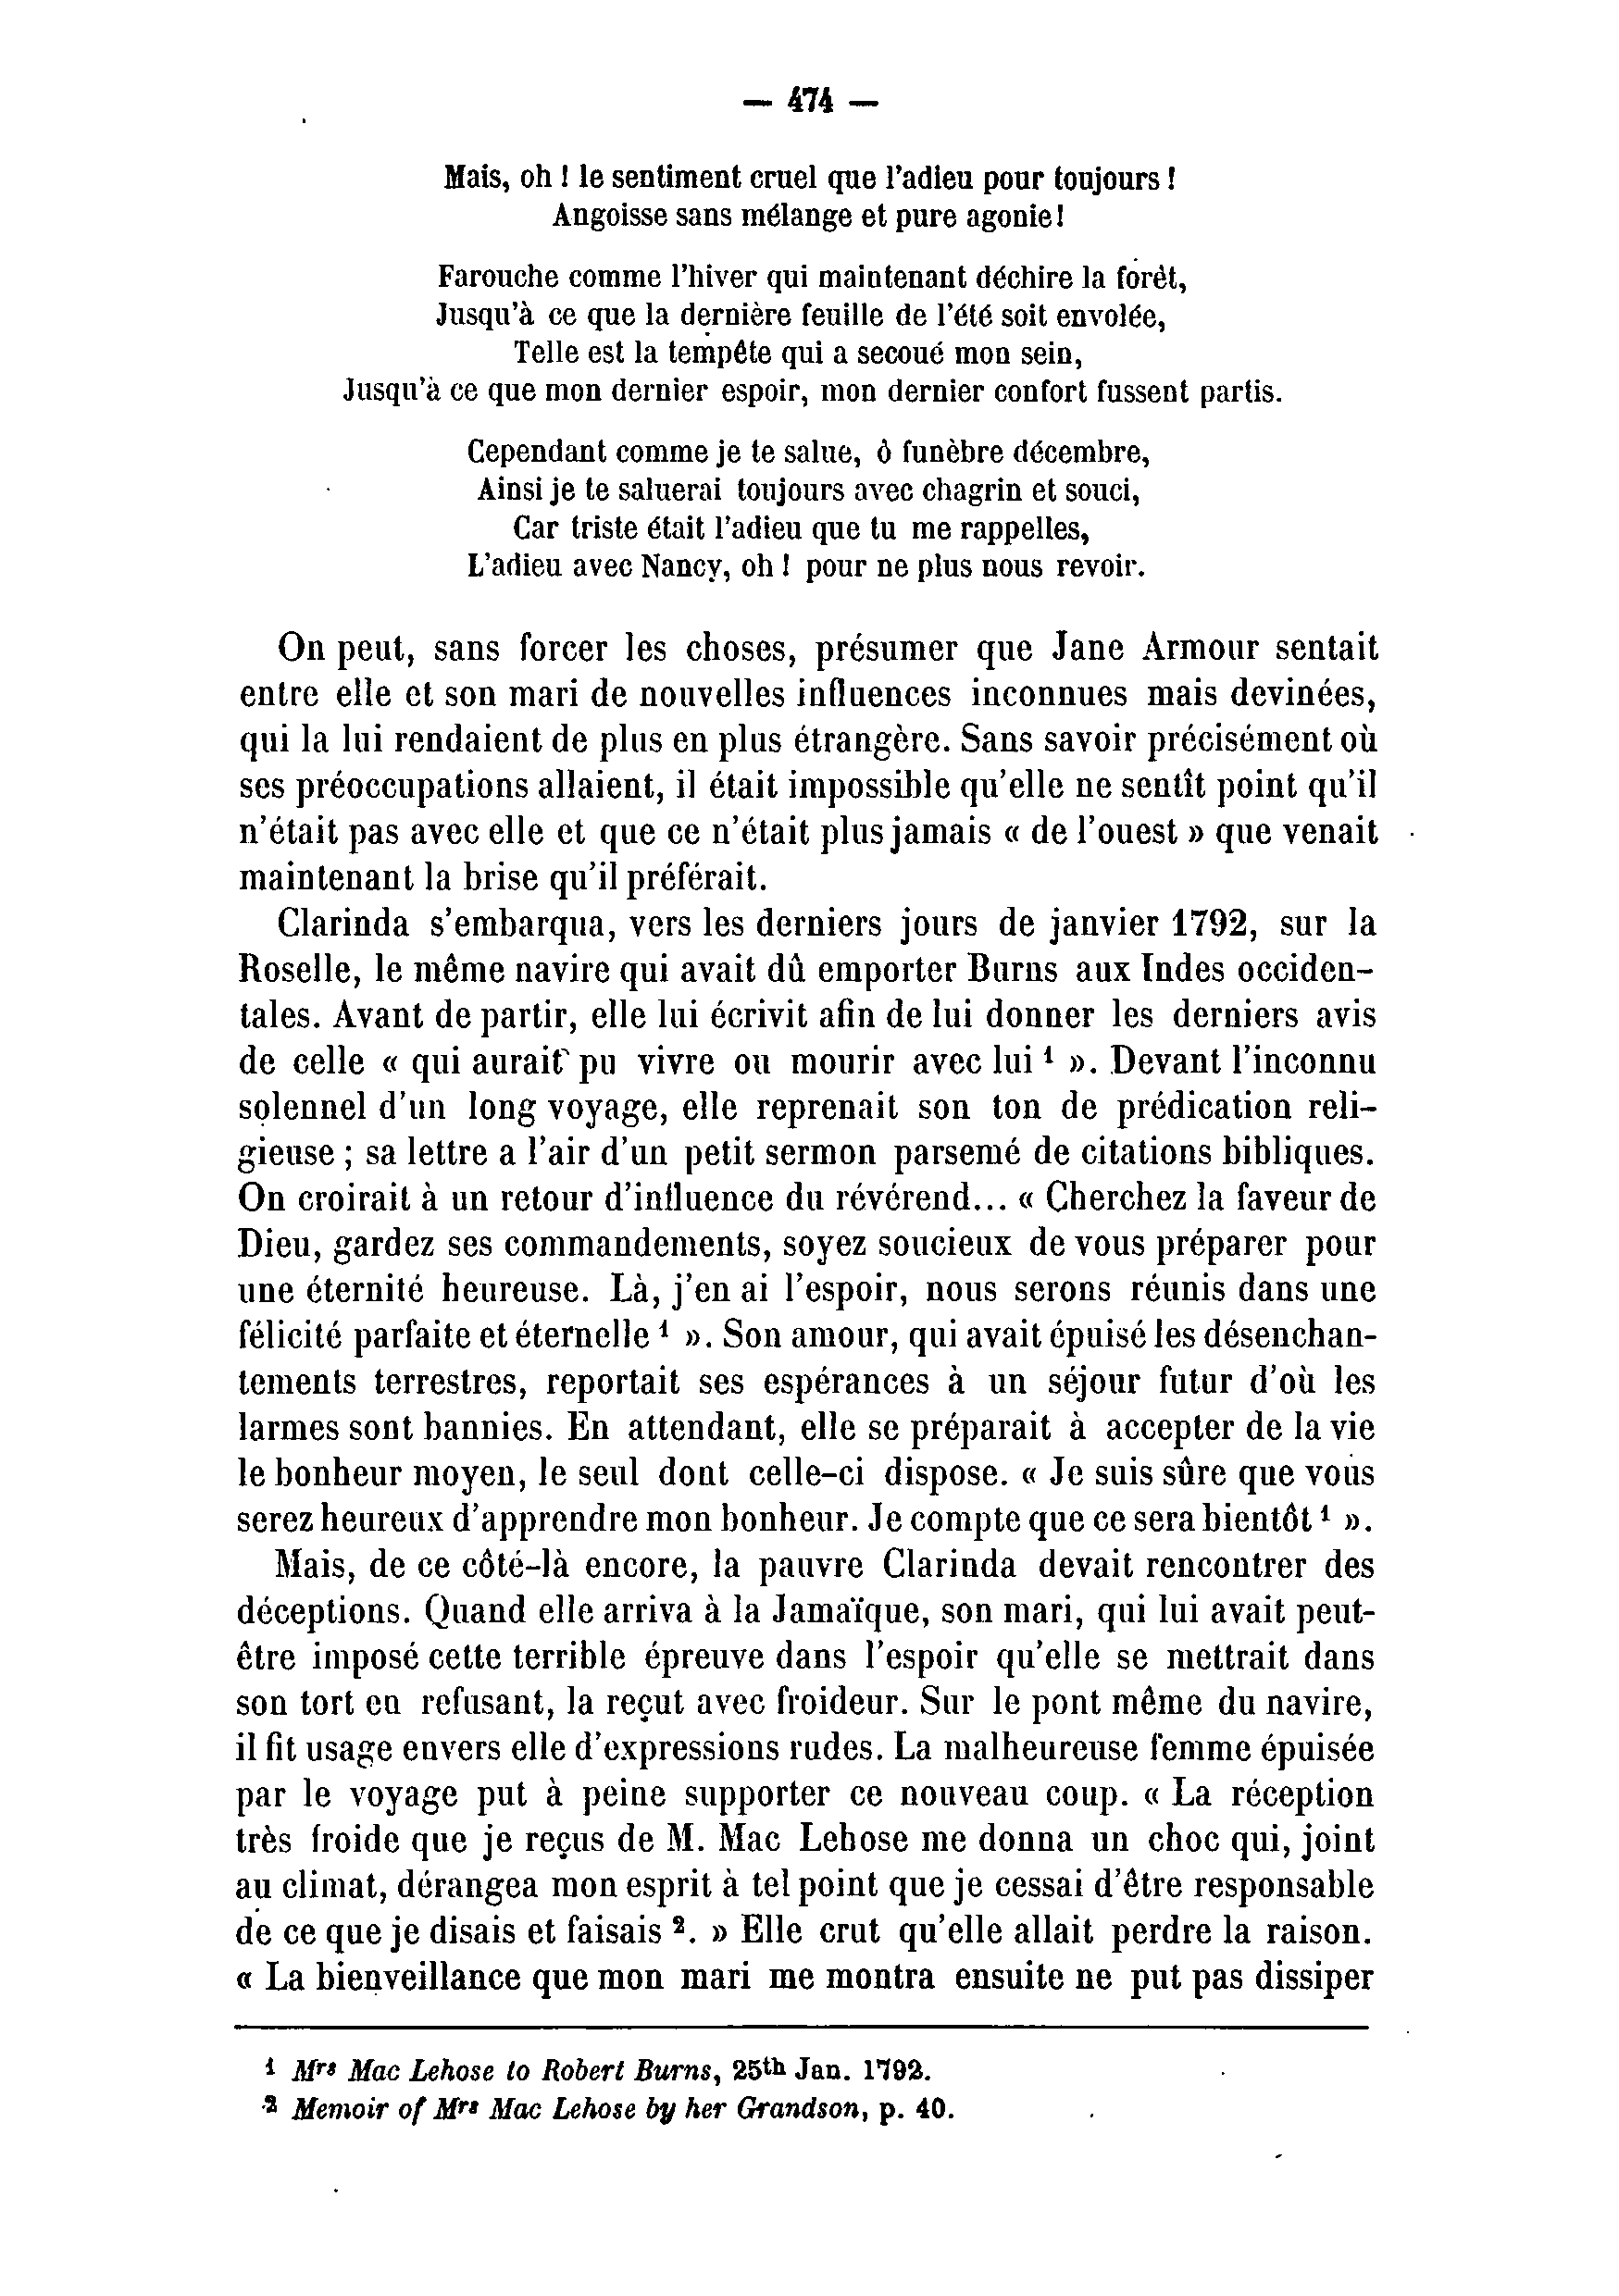 — 474 —
Mais, oh ! le sentiment cruel que l'adieu pour toujours !
Angoisse sans mélange et pure agonie !
Farouche comme l'hiver qui maintenant déchire la forêt,
Jusqu'à ce que la dernière feuille de l'été soit envolée,
Telle est la tempête qui a secoué mon sein,
Jusqu'à ce que mon dernier espoir, mon dernier confort fussent partis.
Cependant comme je te salue, ô funèbre décembre,
Ainsi je te saluerai toujours avec chagrin et souci,
Car triste était l'adieu que tu me rappelles,
L'adieu avec Nancy, oh ! pour ne plus nous revoir.
On peut, sans forcer les choses, présumer que Jane Armour sentait
entre elle et son mari de nouvelles influences inconnues mais devinées,
qui la lui rendaient de plus en plus étrangère. Sans savoir précisément où
ses préoccupations allaient, il était impossible qu'elle ne sentît point qu'il
n'était pas avec elle et que ce n'était plus jamais « de l'ouest » que venait
maintenant la brise qu'il préférait.
Clarinda s'embarqua, vers les derniers jours de janvier 1792, sur la
Roselle, le même navire qui avait dû emporter Burns aux Indes occiden-
tales. Avant de partir, elle lui écrivit afin de lui donner les derniers avis
de celle « qui aurait pu vivre ou mourir avec lui ¹ ». Devant l'inconnu
solennel d'un long voyage, elle reprenait son ton de prédication reli-
gieuse ; sa lettre a l'air d'un petit sermon parsemé de citations bibliques.
On croirait à un retour d'influence du révérend... « Cherchez la faveur de
Dieu, gardez ses commandements, soyez soucieux de vous préparer pour
une éternité heureuse. Là, j'en ai l'espoir, nous serons réunis dans une
félicité parfaite et éternelle ¹ ». Son amour, qui avait épuisé les désenchan-
tements terrestres, reportait ses espérances à un séjour futur d'où les
larmes sont bannies. En attendant, elle se préparait à accepter de la vie
le bonheur moyen, le seul dont celle-ci dispose. « Je suis sûre que vous
serez heureux d'apprendre mon bonheur. Je compte que ce sera bientôt ¹ ».
Mais, de ce côté-là encore, la pauvre Clarinda devait rencontrer des
déceptions. Quand elle arriva à la Jamaïque, son mari, qui lui avait peut-
être imposé cette terrible épreuve dans l'espoir qu'elle se mettrait dans
son tort en refusant, la reçut avec froideur. Sur le pont même du navire,
il fit usage envers elle d'expressions rudes. La malheureuse femme épuisée
par le voyage put à peine supporter ce nouveau coup. « La réception
très froide que je reçus de M. Mac Lehose me donna un choc qui, joint
au climat, dérangea mon esprit à tel point que je cessai d'être responsable
de ce que je disais et faisais ². » Elle crut qu'elle allait perdre la raison.
« La bienveillance que mon mari me montra ensuite ne put pas dissiper
¹ Mrs Mac Lehose to Robert Burns, 25th Jan. 1792.
² Memoir of Mrs Mac Lehose by her Grandson, p. 40.